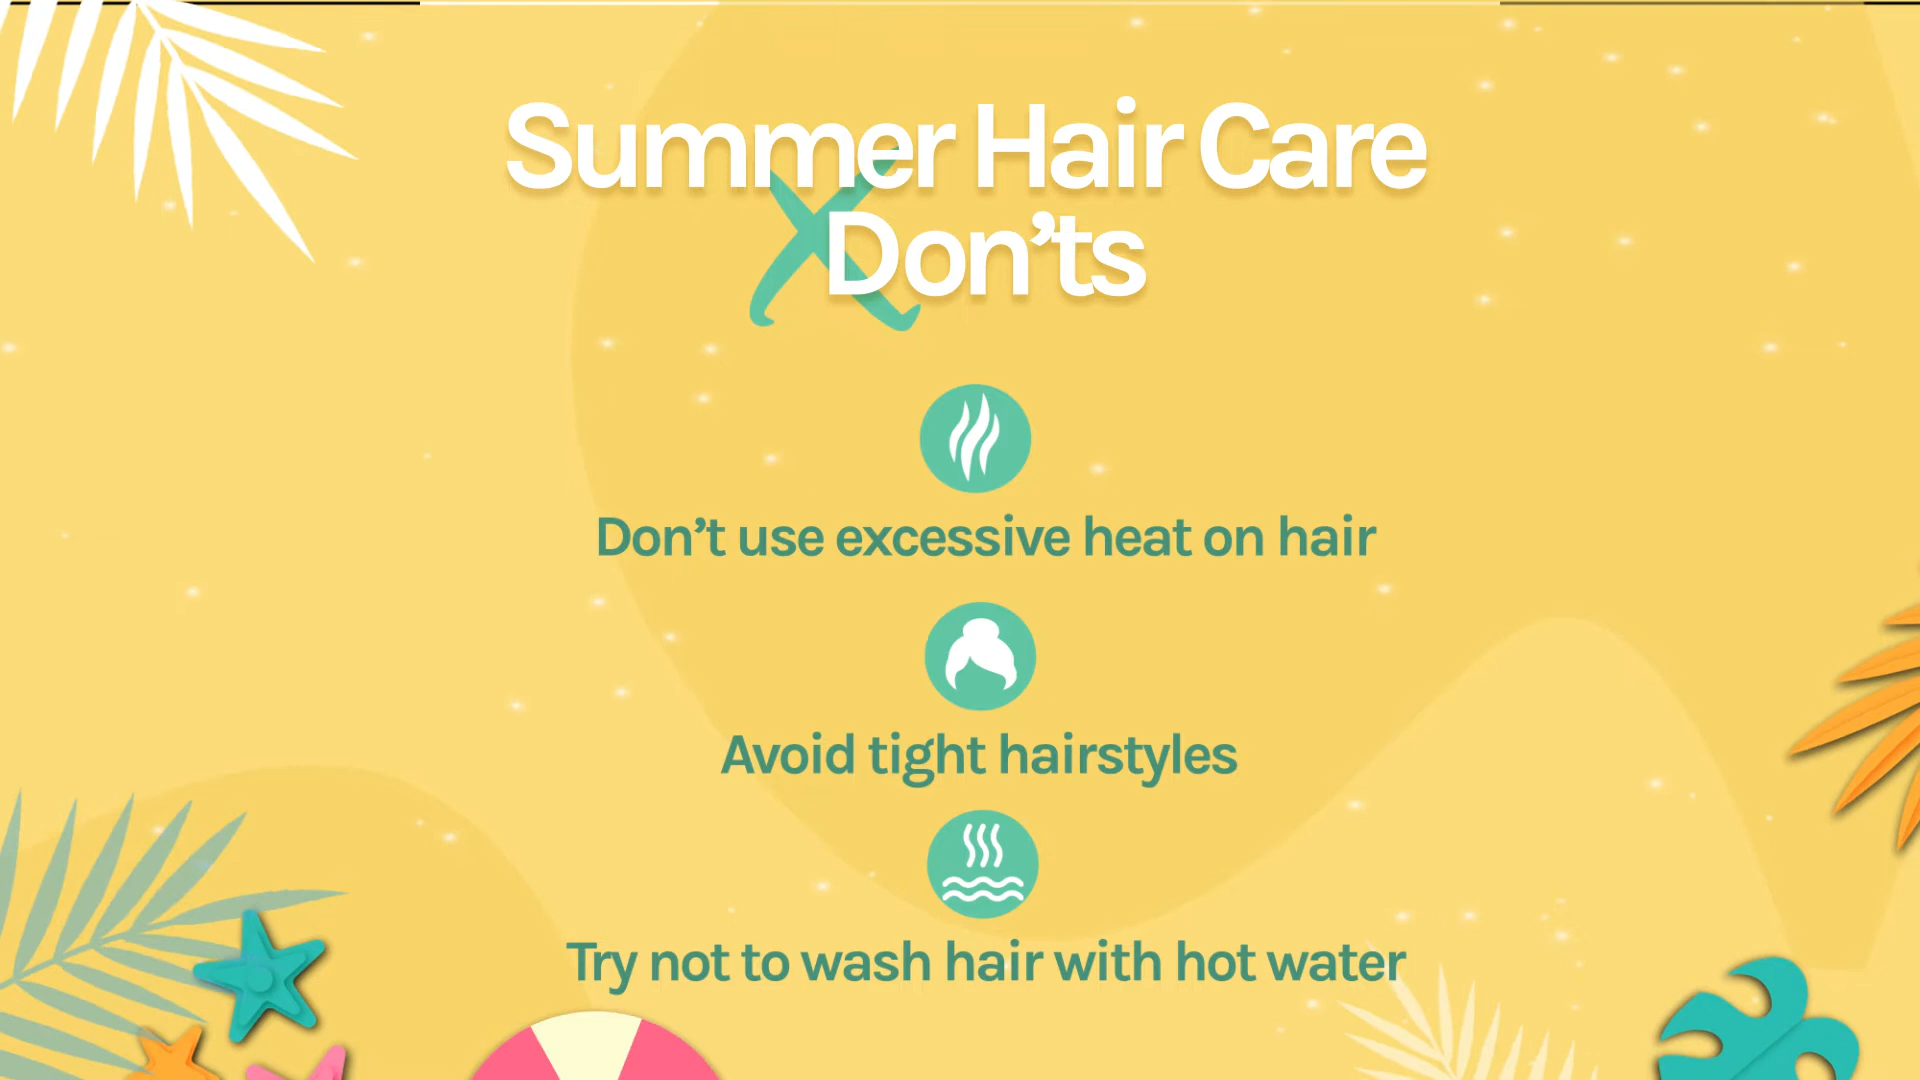 Summer Hair Care
Don’ts
Don’t use excessive heat on hair
Avoid tight hairstyles
Try not to wash hair with hot water